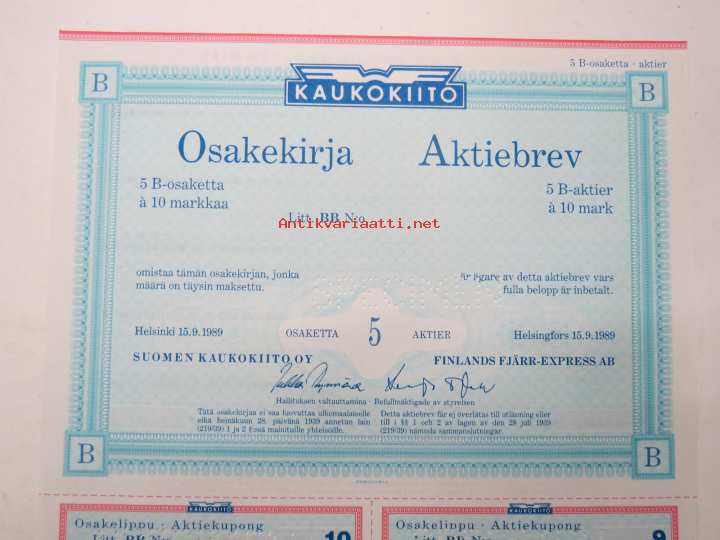 5 B-osaketta · aktier
B
KAUKOKIITO
B
Osakekirja
Aktiebrev
5 B-osaketta
à 10 markkaa
5 B-aktier
à 10 mark
Litt. BB N:o
Antikvariaatti.net
omistaa tämän osakekirjan, jonka
määrä on täysin maksettu.
är ägare av detta aktiebrev vars
fulla belopp är inbetalt.
Helsinki 15.9.1989
OSAKETTA 5 AKTIER
Helsingfors 15.9.1989
SUOMEN KAUKOKIITO OY
FINLANDS FJÄRR-EXPRESS AB
Hallituksen valtuuttamina · Befullmäktigade av styrelsen
Tätä osakekirjaa ei saa luovuttaa ulkomaalaiselle
eikä heinäkuun 28. päivänä 1939 annetun lain
(219/39) 1 ja 2 §:ssä mainituille yhteisöille.
Detta aktiebrev får ej överlåtas till utlänning eller
till i §§ 1 och 2 av lagen av den 28 juli 1939
(219/39) nämnda sammanslutningar.
B
B
KAUKOKIITO
Osakelippu · Aktiekupong
Litt. BB N:o
10
KAUKOKIITO
Osakelippu · Aktiekupong
Litt. BB N:o
9